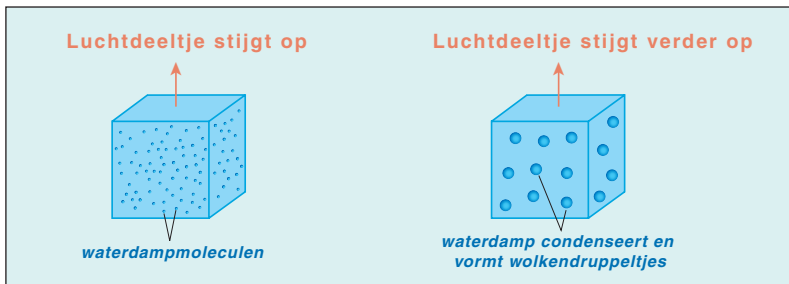 Luchtdeeltje stijgt op
waterdampmoleculen
Luchtdeeltje stijgt verder op
waterdamp condenseert en
vormt wolkendruppeltjes